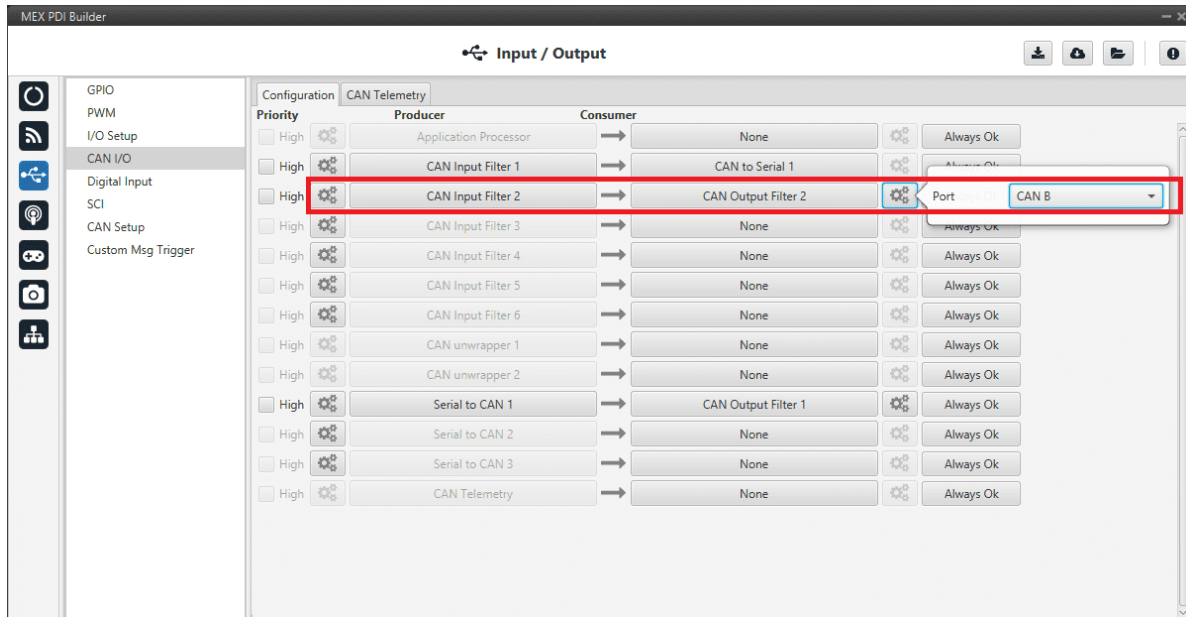 MEX PDI Builder
Input / Output
GPIO
PWM
I/O Setup
CAN I/O
Digital Input
SCI
CAN Setup
Custom Msg Trigger
Configuration CAN Telemetry
Priority Producer Consumer
High Application Processor None Always Ok
High CAN Input Filter 1 CAN to Serial 1 Always Ok
High CAN Input Filter 2 CAN Output Filter 2 Port CAN B
High CAN Input Filter 3 None Always Ok
High CAN Input Filter 4 None Always Ok
High CAN Input Filter 5 None Always Ok
High CAN Input Filter 6 None Always Ok
High CAN unwrapper 1 None Always Ok
High CAN unwrapper 2 None Always Ok
High Serial to CAN 1 CAN Output Filter 1 Always Ok
High Serial to CAN 2 None Always Ok
High Serial to CAN 3 None Always Ok
High CAN Telemetry None Always Ok